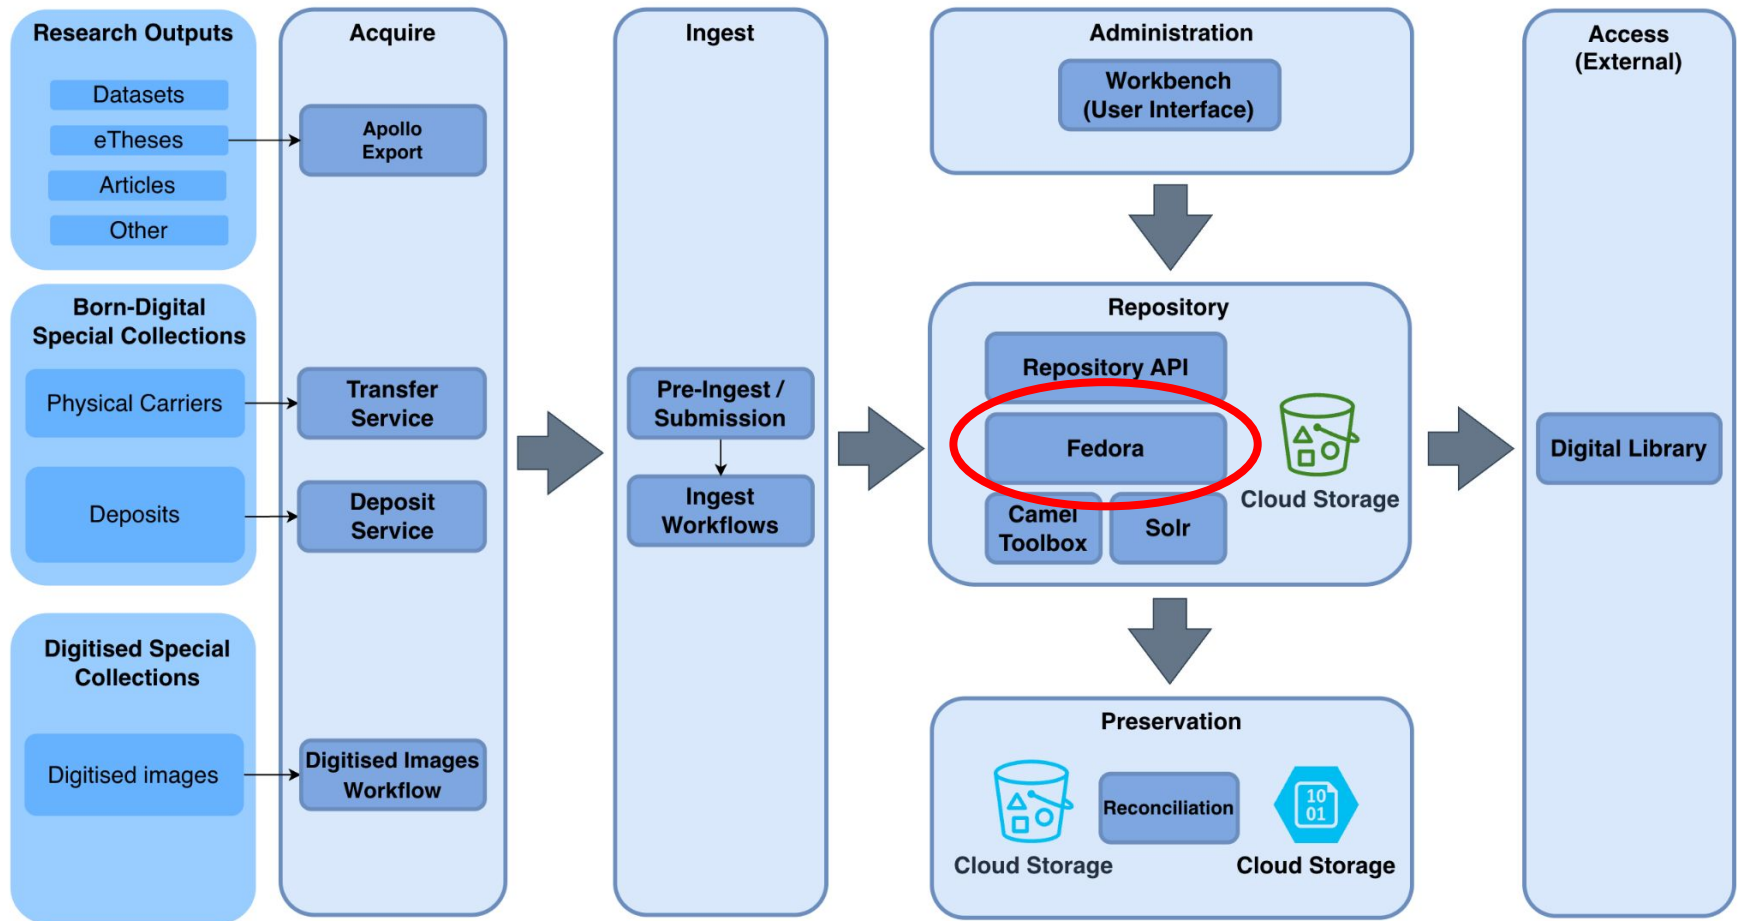 Research Outputs
Datasets
eTheses
Articles
Other
Born-Digital
Special Collections
Physical Carriers
Deposits
Digitised Special
Collections
Digitised images
Acquire
Apollo
Export
Transfer
Service
Deposit
Service
Digitised Images
Workflow
Ingest
Pre-Ingest /
Submission
Ingest
Workflows
Administration
Workbench
(User Interface)
Repository
Repository API
Fedora
Camel
Toolbox
Solr
Cloud Storage
Preservation
Cloud Storage
Reconciliation
10
01
Cloud Storage
Access
(External)
Digital Library